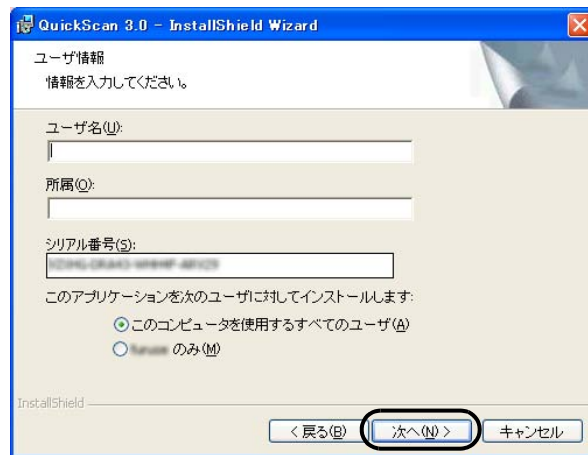 QuickScan 3.0 - InstallShield Wizard
ユーザ情報
情報を入力してください。
ユーザ名(U):
所属(O):
シリアル番号(S):
このアプリケーションを次のユーザに対してインストールします:
このコンピュータを使用するすべてのユーザ(A)
のみ(M)
InstallShield
< 戻る(B)
次へ(N) >
キャンセル